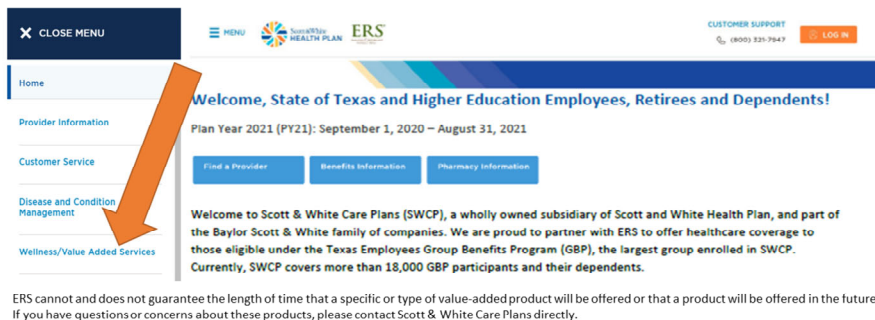 X CLOSE MENU
MENU
Scott&White
HEALTH PLAN
ERS
CUSTOMER SUPPORT
(800) 321-7947
LOG IN
Home
Provider Information
Customer Service
Disease and Condition
Management
Wellness/Value Added Services
Welcome, State of Texas and Higher Education Employees, Retirees and Dependents!
Plan Year 2021 (PY21): September 1, 2020 – August 31, 2021
Find a Provider
Benefits Information
Pharmacy Information
Welcome to Scott & White Care Plans (SWCP), a wholly owned subsidiary of Scott and White Health Plan, and part of
the Baylor Scott & White family of companies. We are proud to partner with ERS to offer healthcare coverage to
those eligible under the Texas Employees Group Benefits Program (GBP), the largest group enrolled in SWCP.
Currently, SWCP covers more than 18,000 GBP participants and their dependents.
ERS cannot and does not guarantee the length of time that a specific or type of value-added product will be offered or that a product will be offered in the future
If you have questions or concerns about these products, please contact Scott & White Care Plans directly.